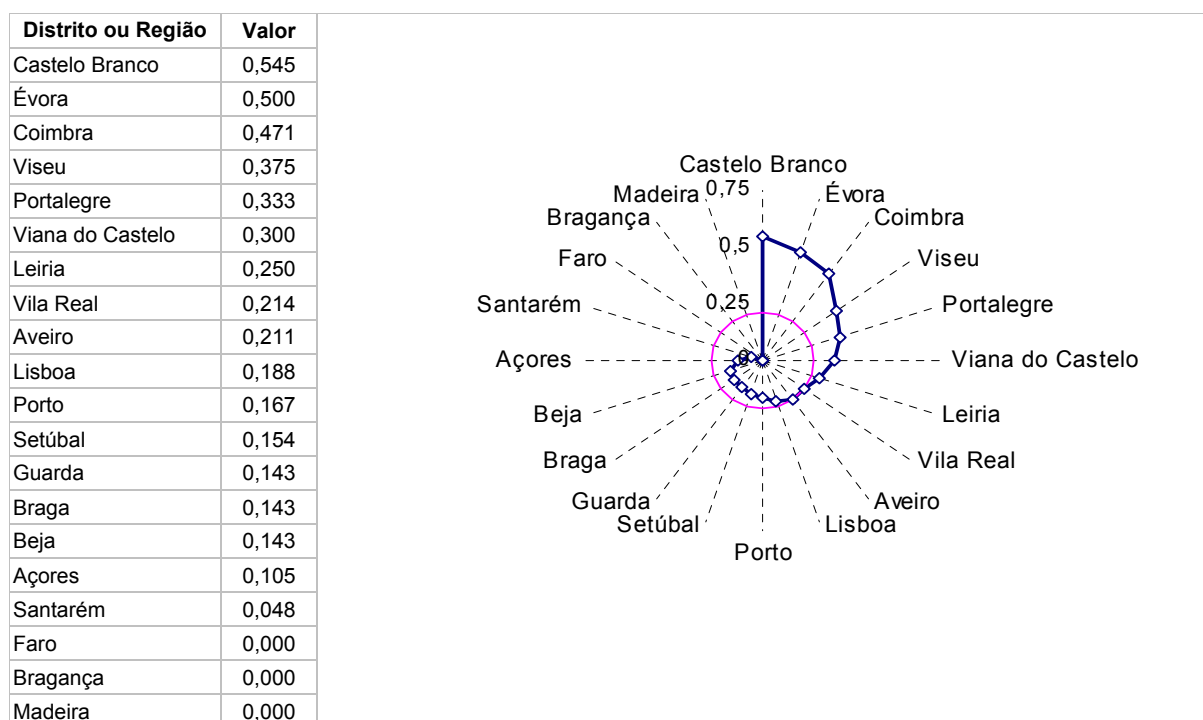 Distrito ou Região Valor
Castelo Branco 0,545
Évora 0,500
Coimbra 0,471
Viseu 0,375
Portalegre 0,333
Viana do Castelo 0,300
Leiria 0,250
Vila Real 0,214
Aveiro 0,211
Lisboa 0,188
Porto 0,167
Setúbal 0,154
Guarda 0,143
Braga 0,143
Beja 0,143
Açores 0,105
Santarém 0,048
Faro 0,000
Bragança 0,000
Madeira 0,000
Castelo Branco
Madeira 0,75 Évora
Bragança Coimbra
0,5
Faro Viseu
Santarém 0,25 Portalegre
Açores 0 Viana do Castelo
Beja Leiria
Braga Vila Real
Guarda Aveiro
Setúbal Lisboa
Porto